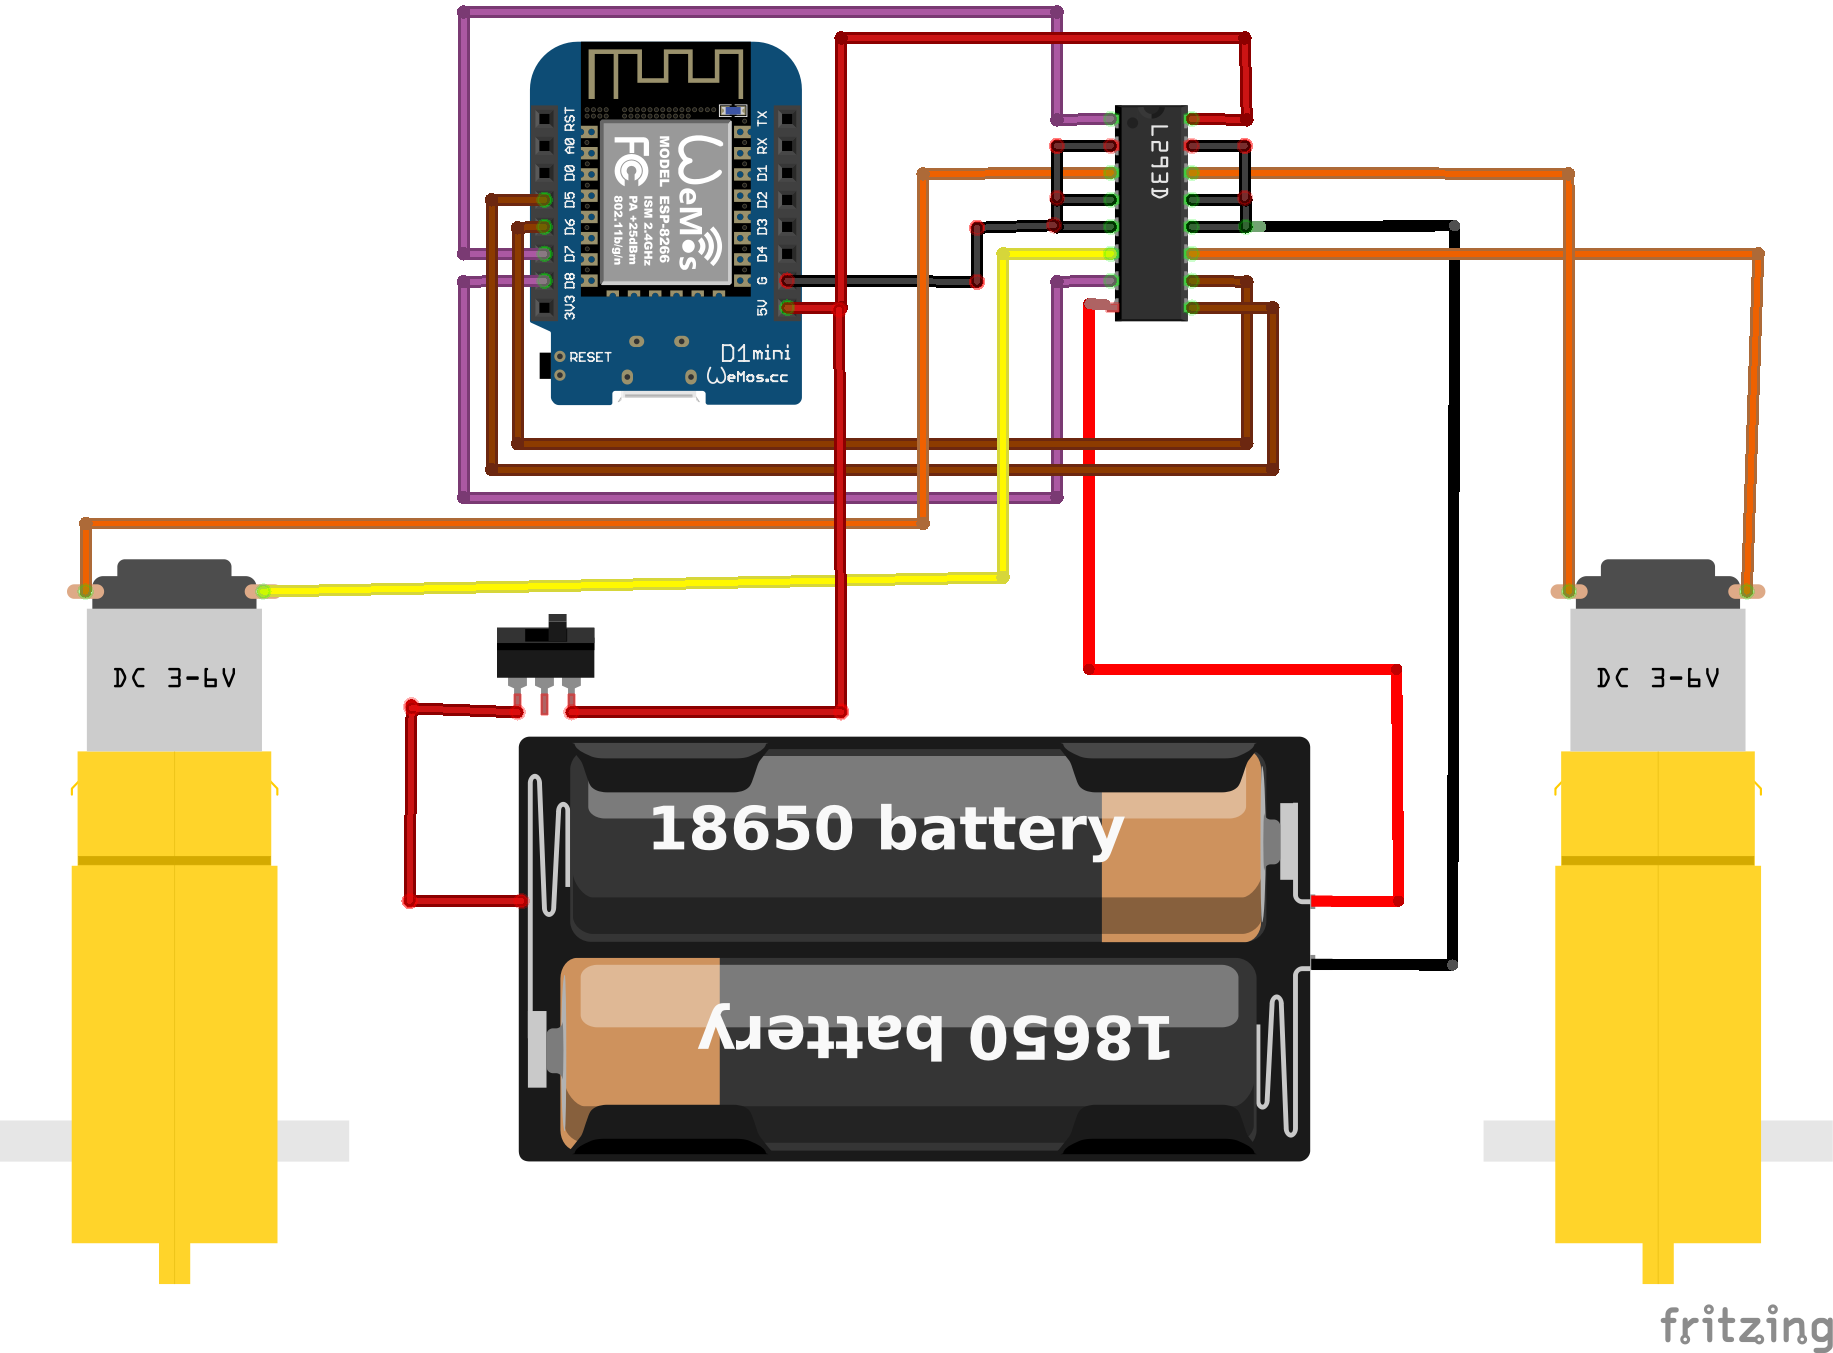 RST
A0
D0
D5
D6
D7
D8
3V3
TX
RX
D1
D2
D3
D4
G
5V
WeMos
MODEL ESP-8266
ISM 2.4GHz
PA +25dBm
802.11b/g/n
FC
RESET
D1mini
WeMos.cc
L293D
DC 3-6V
DC 3-6V
18650 battery
18650 battery
fritzing